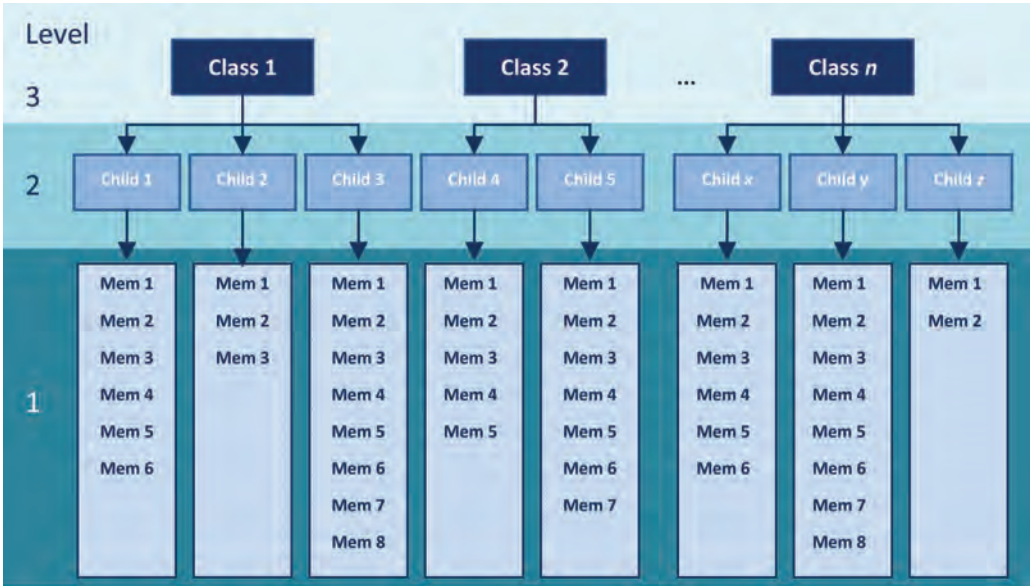 Level
Class 1 Class 2 ... Class n
3
2 Child 1 Child 2 Child 3 Child 4 Child 5 Child x Child y Child z
Mem 1 Mem 1 Mem 1 Mem 1 Mem 1 Mem 1 Mem 1 Mem 1
Mem 2 Mem 2 Mem 2 Mem 2 Mem 2 Mem 2 Mem 2 Mem 2
Mem 3 Mem 3 Mem 3 Mem 3 Mem 3 Mem 3 Mem 3
1 Mem 4 Mem 4 Mem 4 Mem 4 Mem 4 Mem 4
Mem 5 Mem 5 Mem 5 Mem 5 Mem 5 Mem 5
Mem 6 Mem 6 Mem 6 Mem 6 Mem 6
Mem 7 Mem 7 Mem 7
Mem 8 Mem 8